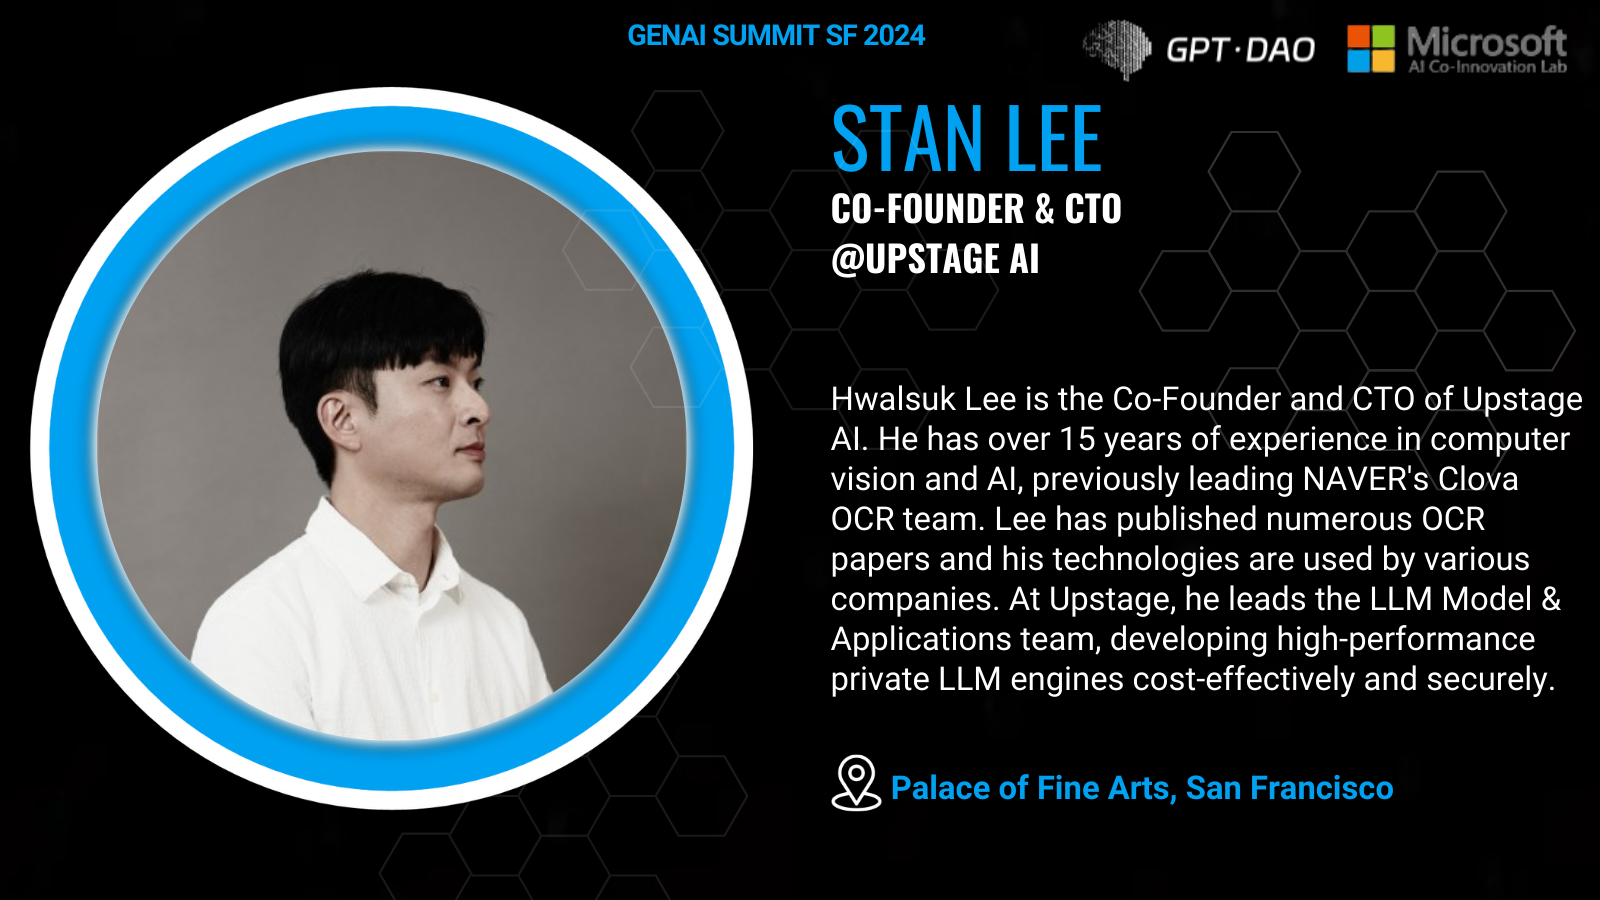 GENAI SUMMIT SF 2024
GPT·DAO
Microsoft
AI Co-Innovation Lab
STAN LEE
CO-FOUNDER & CTO
@UPSTAGE AI
Hwalsuk Lee is the Co-Founder and CTO of Upstage
AI. He has over 15 years of experience in computer
vision and AI, previously leading NAVER's Clova
OCR team. Lee has published numerous OCR
papers and his technologies are used by various
companies. At Upstage, he leads the LLM Model &
Applications team, developing high-performance
private LLM engines cost-effectively and securely.
Palace of Fine Arts, San Francisco